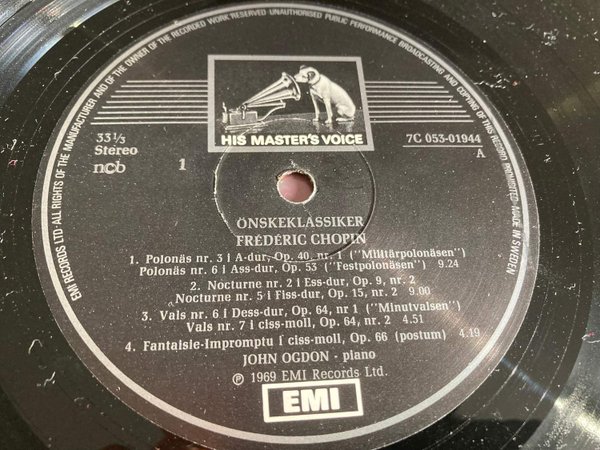 EMI RECORDS LTD·ALL RIGHTS OF THE MANUFACTURER AND OF THE OWNER OF THE RECORDED WORK RESERVED UNAUTHORISED PUBLIC PERFORMANCE BROADCASTING AND COPYING OF THIS RECORD PROHIBITED·MADE IN SWEDEN
HIS MASTER'S VOICE
33⅓
Stereo
ncb
1
7C 053-01944
A
ÖNSKEKLASSIKER
FRÉDÉRIC CHOPIN
1. Polonäs nr. 3 i A-dur, Op. 40, nr. 1 ("Militärpolonäsen")
Polonäs nr. 6 i Ass-dur, Op. 53 ("Festpolonäsen") 9.24
2. Nocturne nr. 2 i Ess-dur, Op. 9, nr. 2
Nocturne nr. 5 i Fiss-dur, Op. 15, nr. 2 9.00
3. Vals nr. 6 i Dess-dur, Op. 64, nr 1 ("Minutvalsen")
Vals nr. 7 i ciss-moll, Op. 64, nr. 2 4.51
4. Fantaisie-Impromptu i ciss-moll, Op. 66 (postum) 4.19
JOHN OGDON - piano
℗ 1969 EMI Records Ltd.
EMI